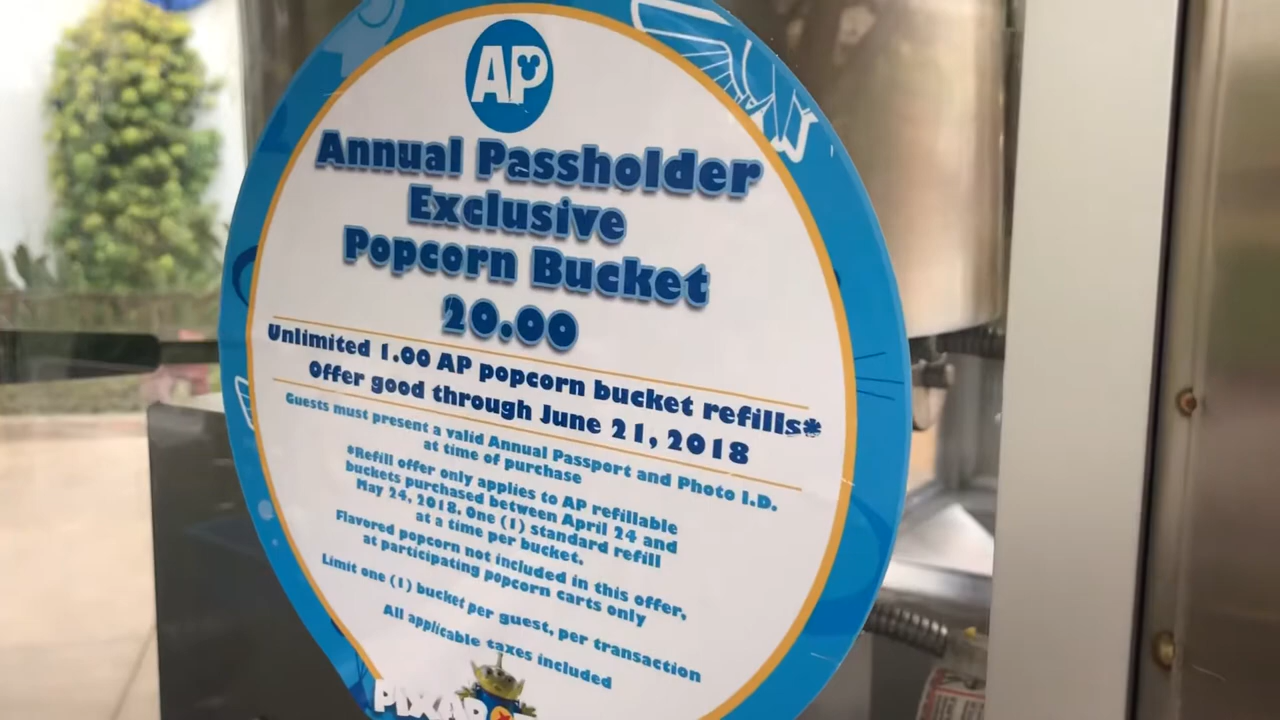 AP
Annual Passholder
Exclusive
Popcorn Bucket
20.00
Unlimited 1.00 AP popcorn bucket refills*
Offer good through June 21, 2018
Guests must present a valid Annual Passport and Photo I.D.
at time of purchase
*Refill offer only applies to AP refillable
buckets purchased between April 24 and
May 24, 2018. One (1) standard refill
at a time per bucket.
Flavored popcorn not included in this offer,
at participating popcorn carts only
Limit one (1) bucket per guest, per transaction
All applicable taxes included
PIXAR